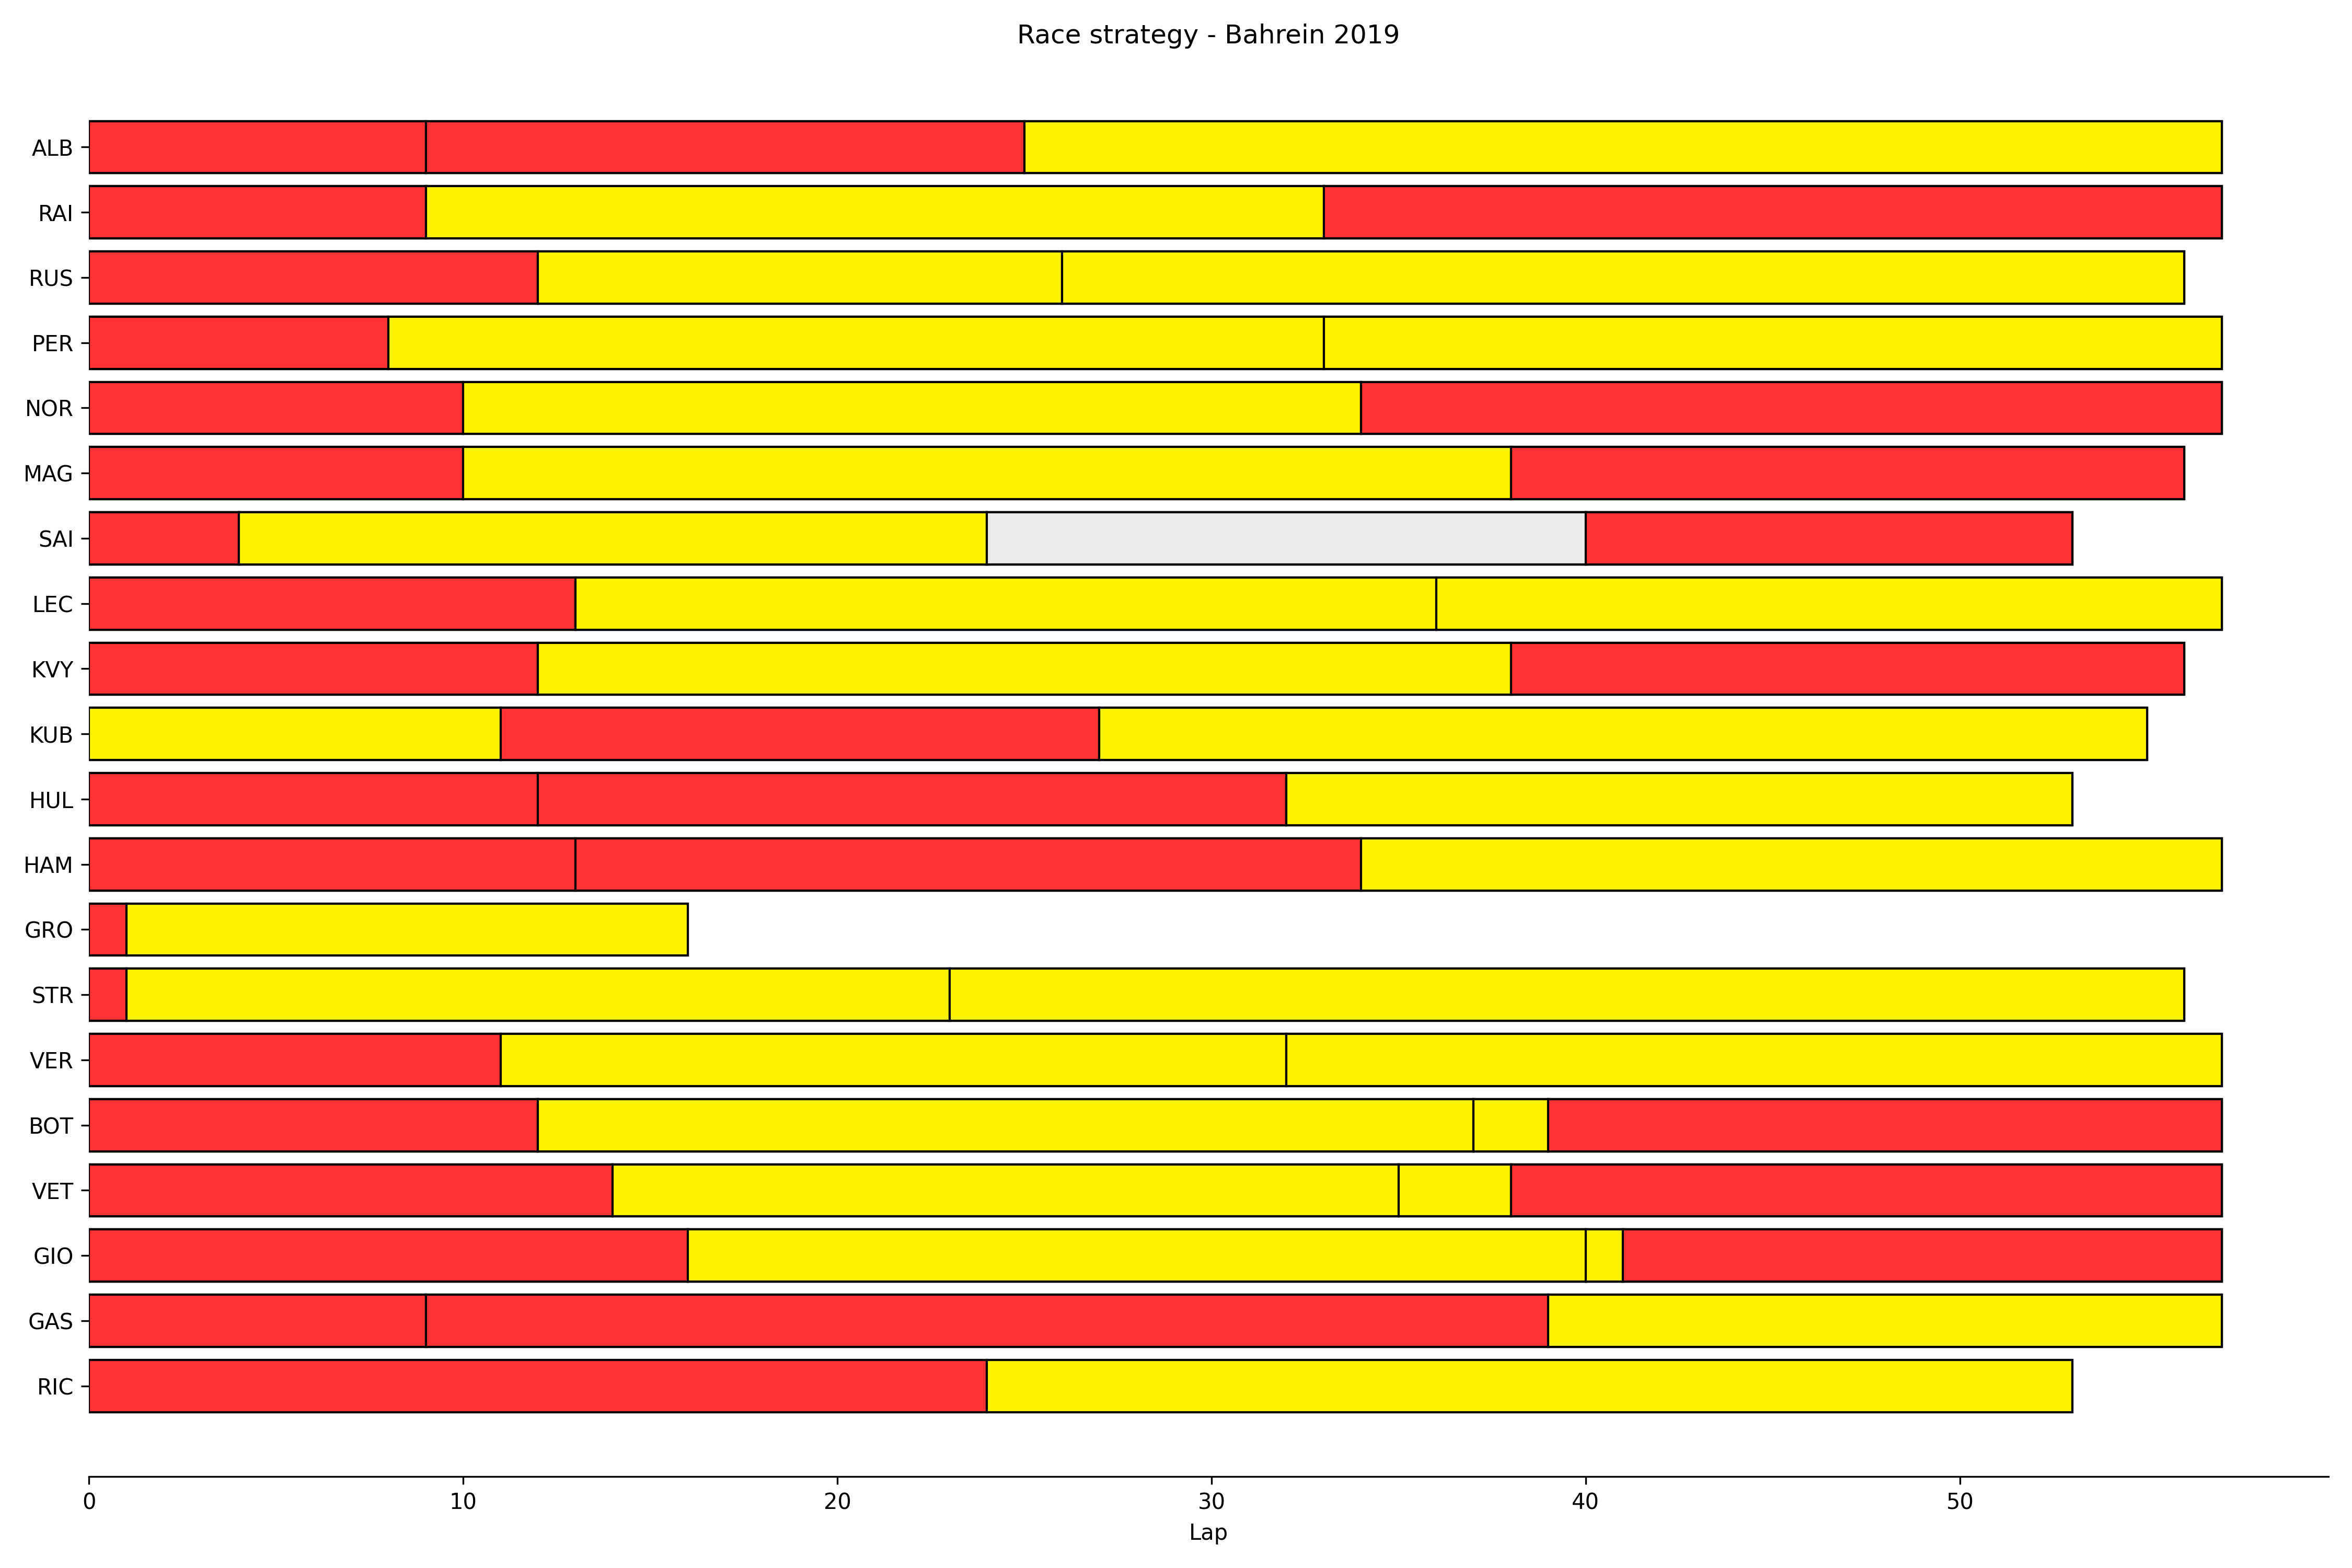 Race strategy - Bahrein 2019
ALB
RAI
RUS
PER
NOR
MAG
SAI
LEC
KVY
KUB
HUL
HAM
GRO
STR
VER
BOT
VET
GIO
GAS
RIC
0 10 20 30 40 50
Lap